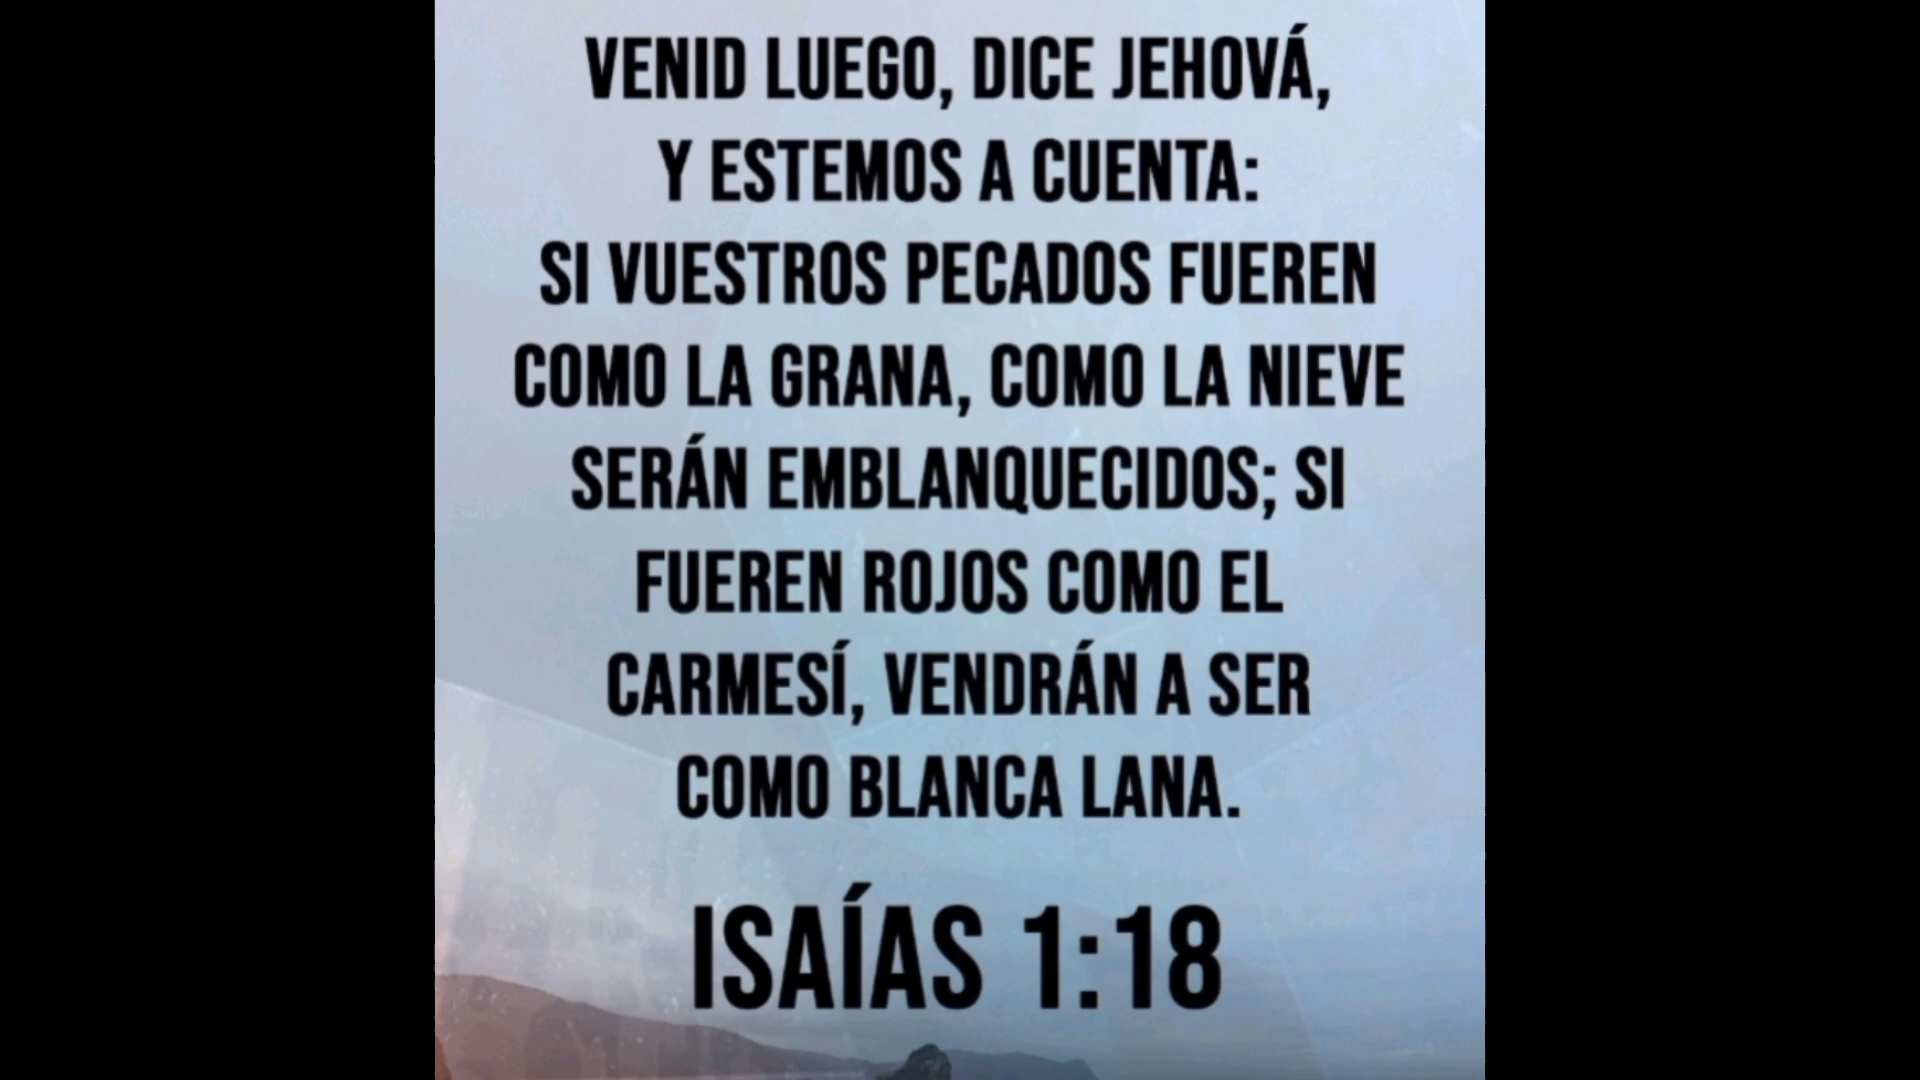 VENID LUEGO, DICE JEHOVÁ,
Y ESTEMOS A CUENTA:
SI VUESTROS PECADOS FUEREN
COMO LA GRANA, COMO LA NIEVE
SERÁN EMBLANQUECIDOS; SI
FUEREN ROJOS COMO EL
CARMESÍ, VENDRÁN A SER
COMO BLANCA LANA.
ISAÍAS 1:18